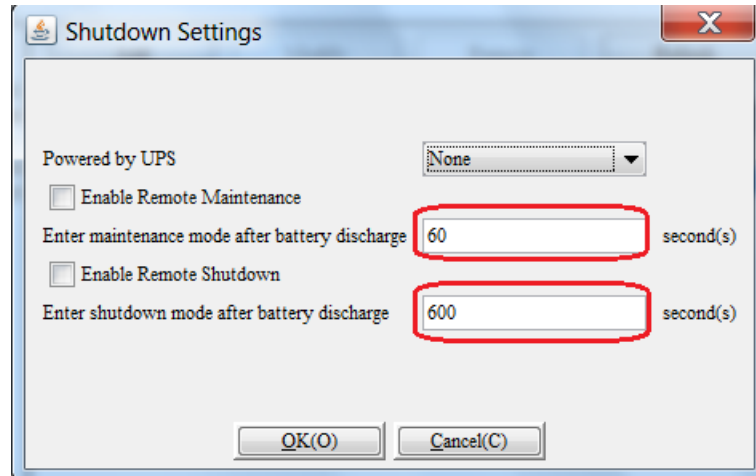 Shutdown Settings
Powered by UPS None
Enable Remote Maintenance
Enter maintenance mode after battery discharge 60 second(s)
Enable Remote Shutdown
Enter shutdown mode after battery discharge 600 second(s)
OK(O) Cancel(C)